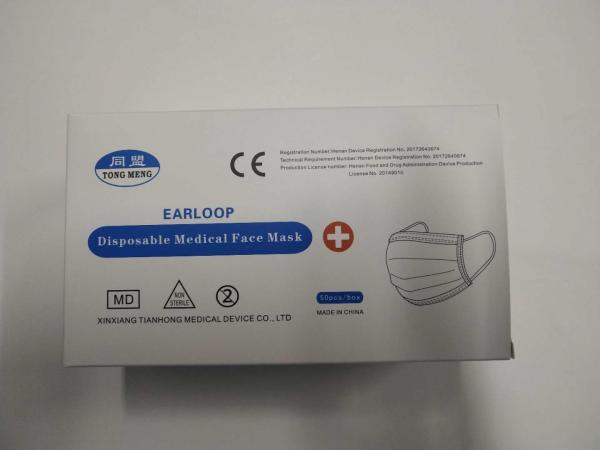 同盟
TONG MENG
CE
Registration Number:Henan Device Registration No. 20172640674
Technical Requirement Number:Henan Device Registration No. 20172640674
Production License number: Henan Food and Drug Administration Device Production
License No. 20149010
EARLOOP
Disposable Medical Face Mask
MD
NON
STERILE
2
50pcs/box
XINXIANG TIANHONG MEDICAL DEVICE CO., LTD
MADE IN CHINA